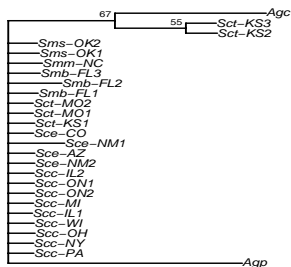 67
Agc
55
Sct-KS3
Sct-KS2
Sms-OK2
Sms-OK1
Smm-NC
Smb-FL3
Smb-FL2
Smb-FL1
Sct-MO2
Sct-MO1
Sct-KS1
Sce-CO
Sce-NM1
Sce-AZ
Sce-NM2
Scc-IL2
Scc-ON1
Scc-ON2
Scc-MI
Scc-IL1
Scc-WI
Scc-OH
Scc-NY
Scc-PA
Agp